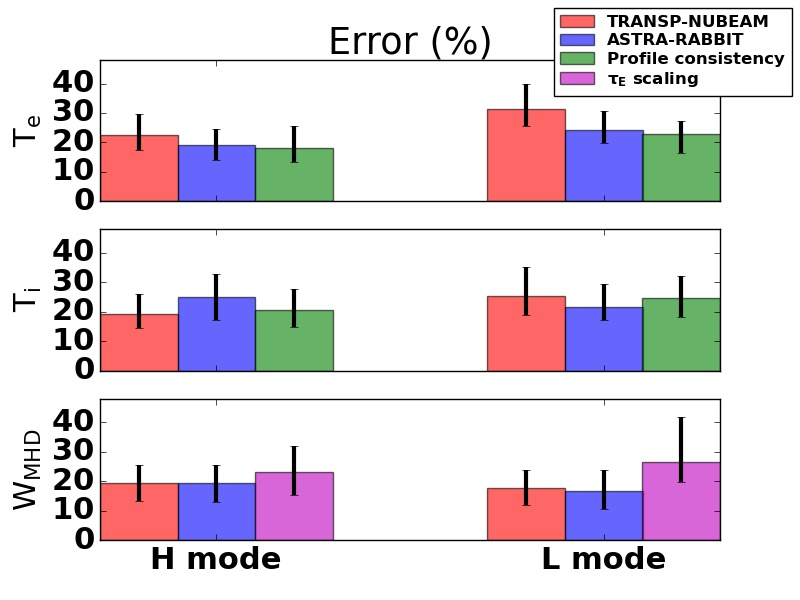 Error (%)
TRANSP-NUBEAM
ASTRA-RABBIT
Profile consistency
τE scaling
Te
40
30
20
10
0
Ti
40
30
20
10
0
WMHD
40
30
20
10
0
H mode
L mode